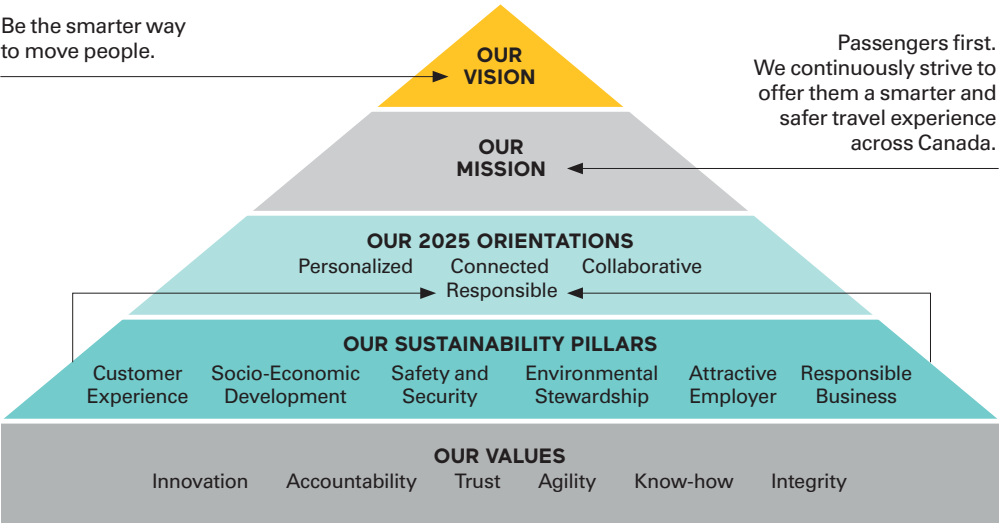 Be the smarter way
to move people.
OUR
VISION
Passengers first.
We continuously strive to
offer them a smarter and
safer travel experience
across Canada.
OUR
MISSION
OUR 2025 ORIENTATIONS
Personalized Connected Collaborative
Responsible
OUR SUSTAINABILITY PILLARS
Customer
Experience
Socio-Economic
Development
Safety and
Security
Environmental
Stewardship
Attractive
Employer
Responsible
Business
OUR VALUES
Innovation Accountability Trust Agility Know-how Integrity